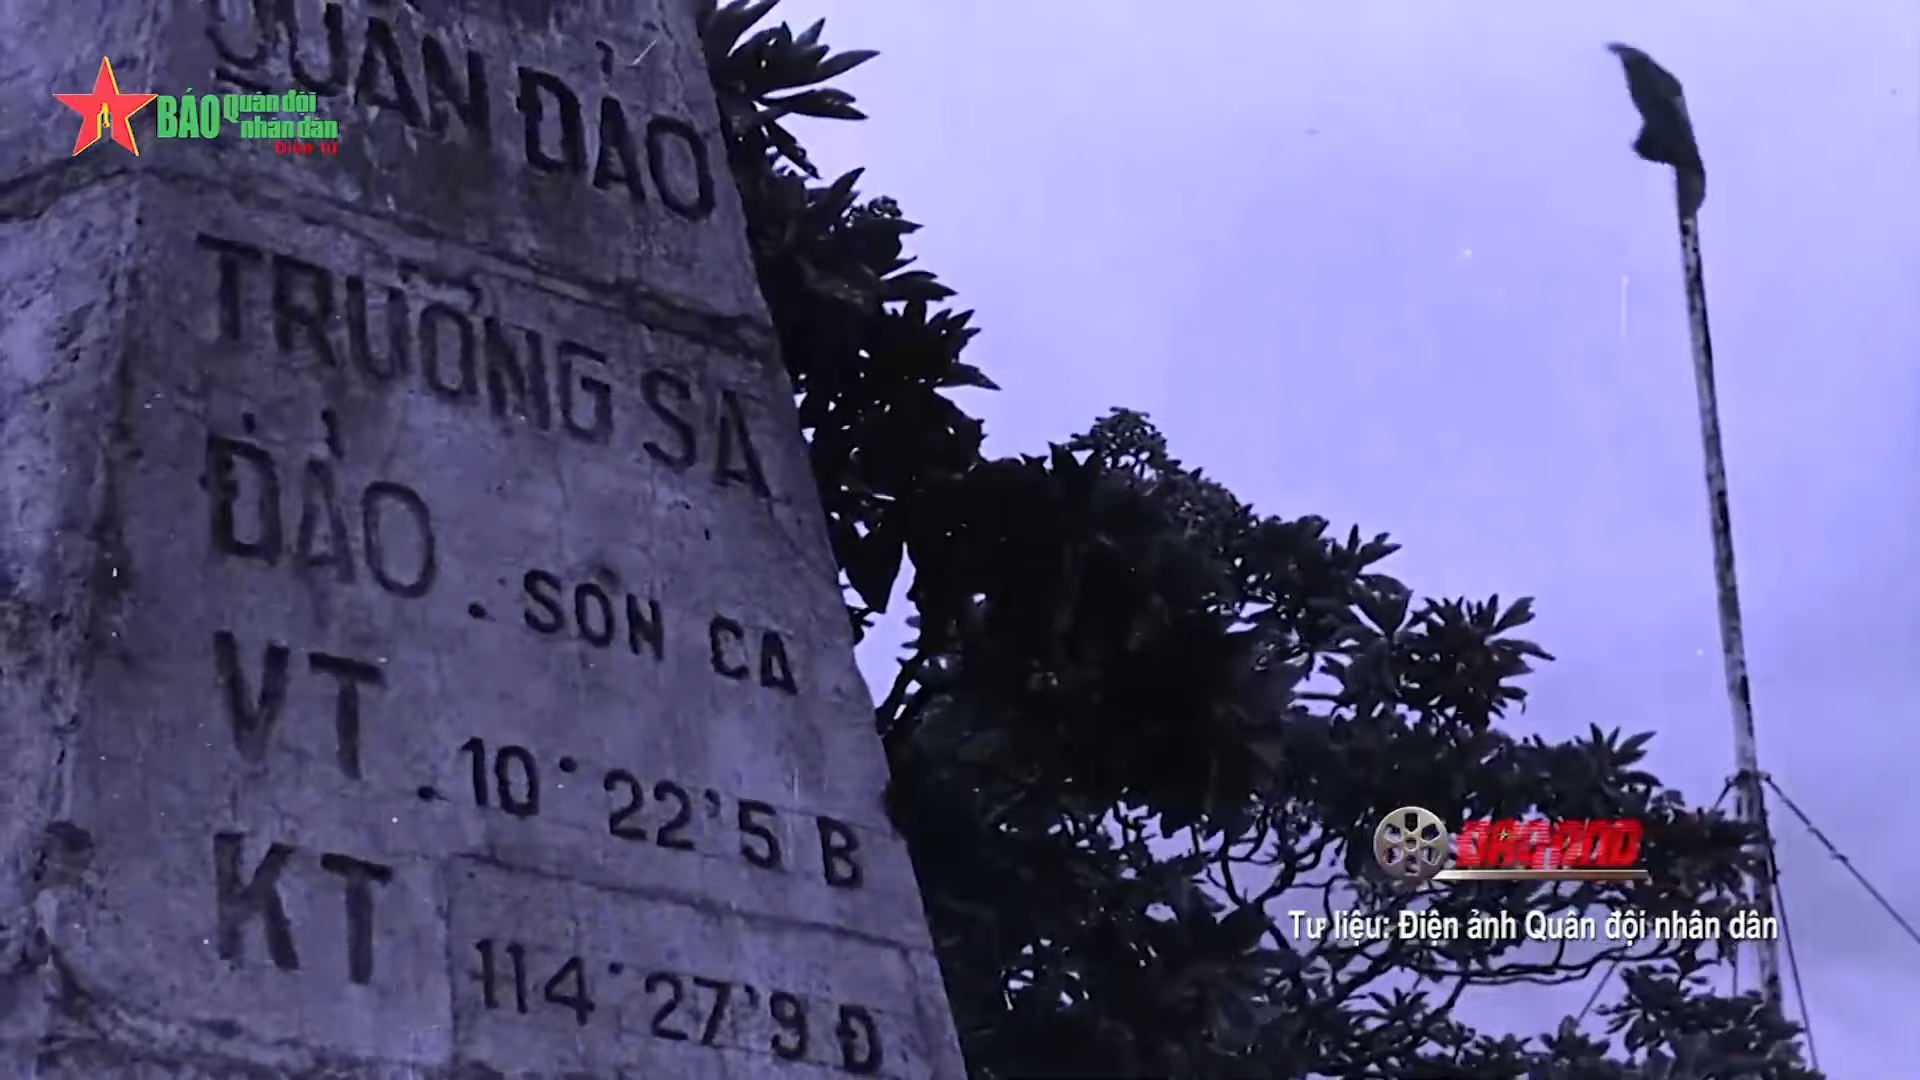 QUẦN ĐẢO
TRƯỜNG SA
ĐẢO . SƠN CA
VT . 10° 22'5 B
KT 114° 27'9 Đ
BÁO Quân đội
nhân dân
Điện tử
Tư liệu: Điện ảnh Quân đội nhân dân